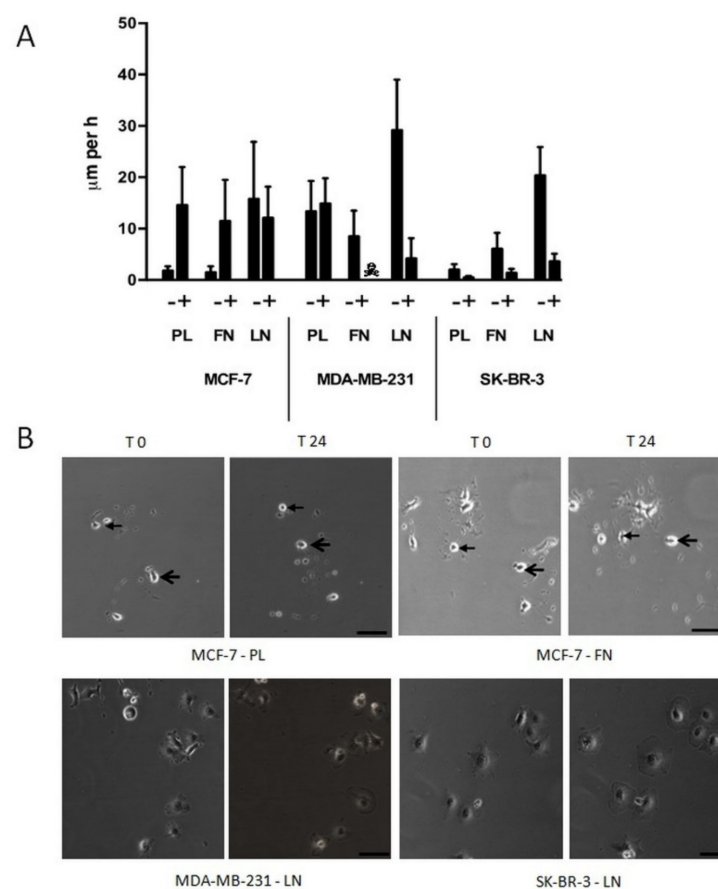 A
50
40
30
20
10
0
μm per h
-+ -+ -+ -+ -+ -+ -+ -+ -+
PL FN LN PL FN LN PL FN LN
MCF-7 MDA-MB-231 SK-BR-3
B
T 0 T 24 T 0 T 24
MCF-7 - PL MCF-7 - FN
MDA-MB-231 - LN SK-BR-3 - LN